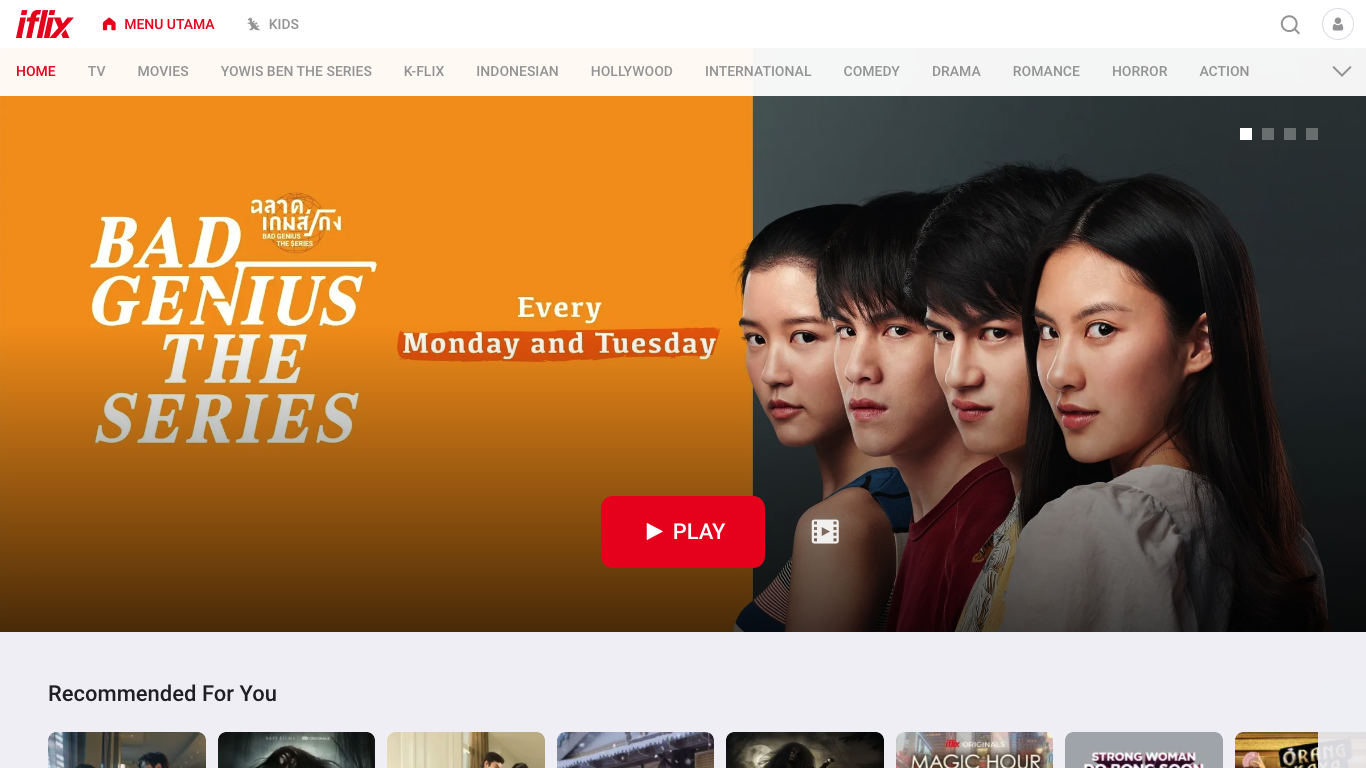 iflix
MENU UTAMA
KIDS
HOME
TV
MOVIES
YOWIS BEN THE SERIES
K-FLIX
INDONESIAN
HOLLYWOOD
INTERNATIONAL
COMEDY
DRAMA
ROMANCE
HORROR
ACTION
ฉลาด
เกมส์โกง
BAD GENIUS
THE SERIES
BAD
GENIUS
THE
SERIES
Every
Monday and Tuesday
PLAY
Recommended For You
iflix ORIGINALS
MAGIC HOUR
STRONG WOMAN
DO BONG SOON
ORANG
KAYA